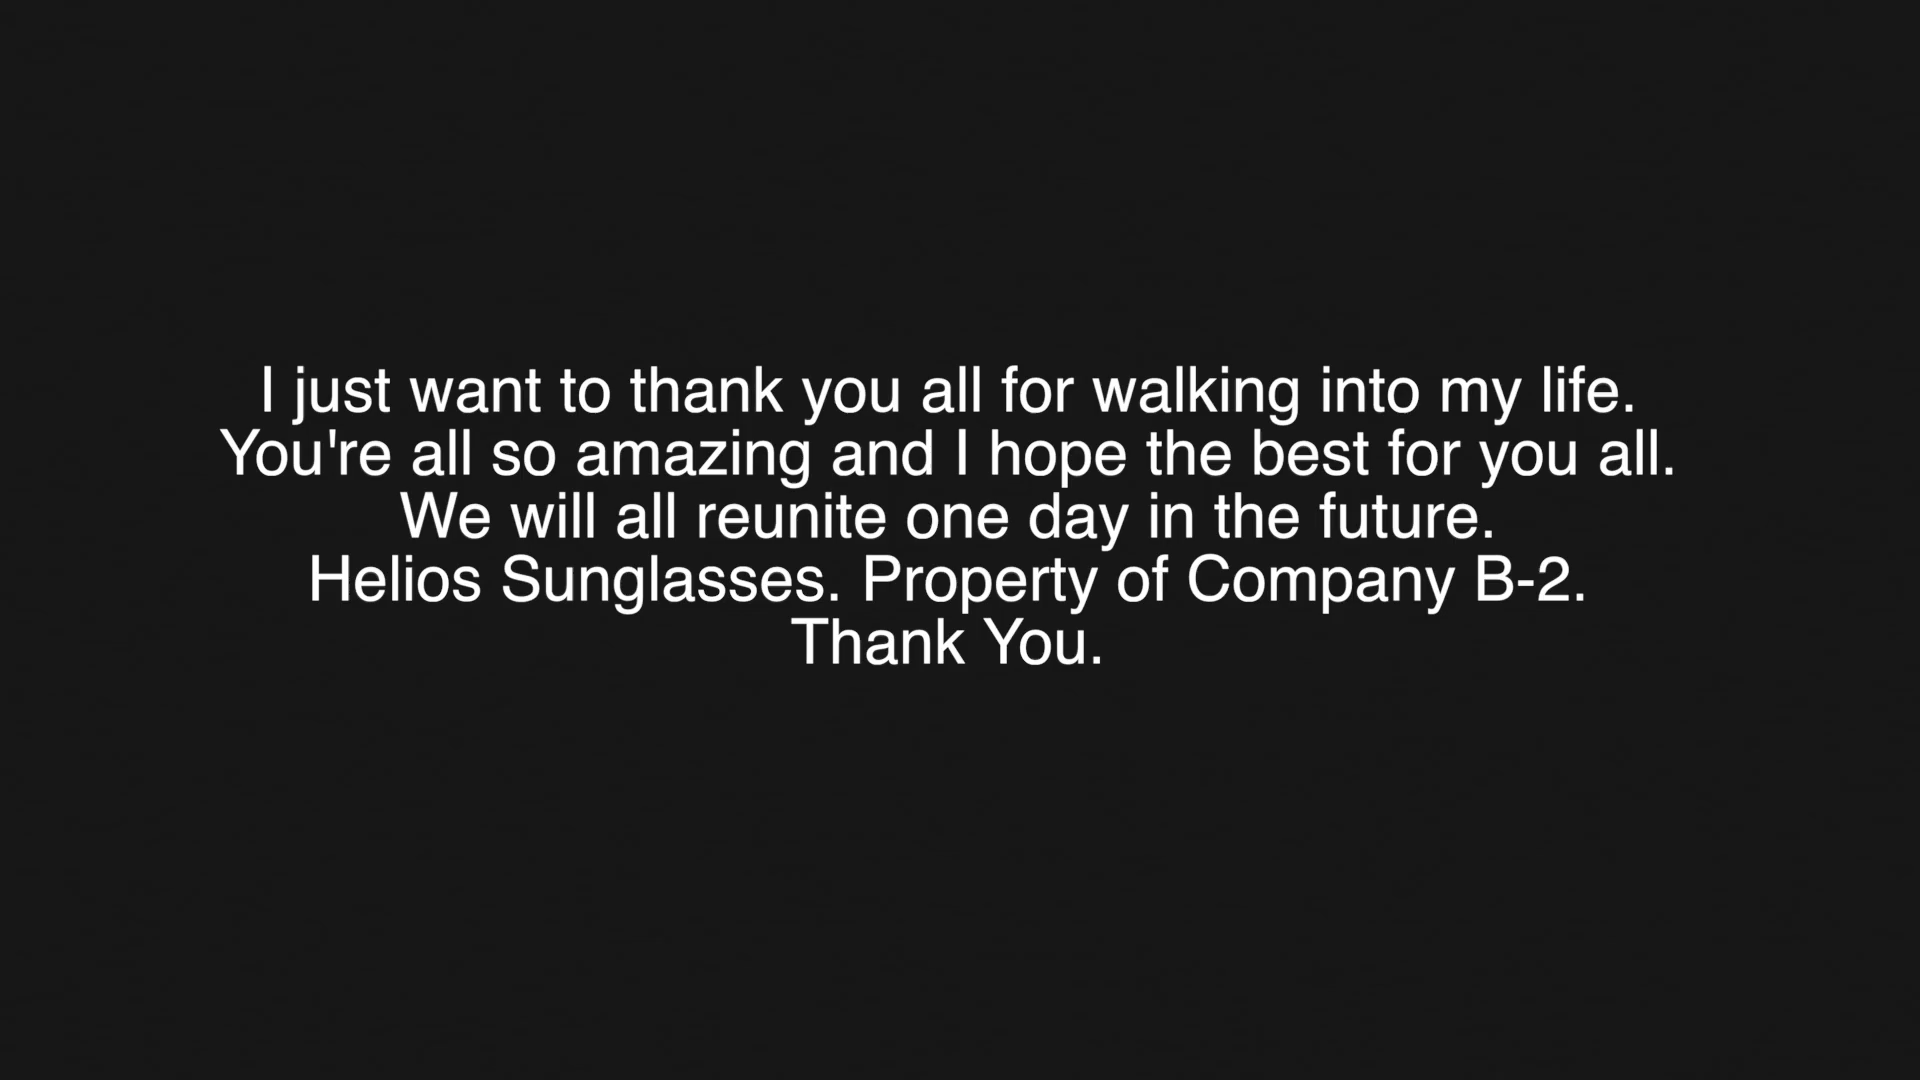 I just want to thank you all for walking into my life.
You're all so amazing and I hope the best for you all.
We will all reunite one day in the future.
Helios Sunglasses. Property of Company B-2.
Thank You.